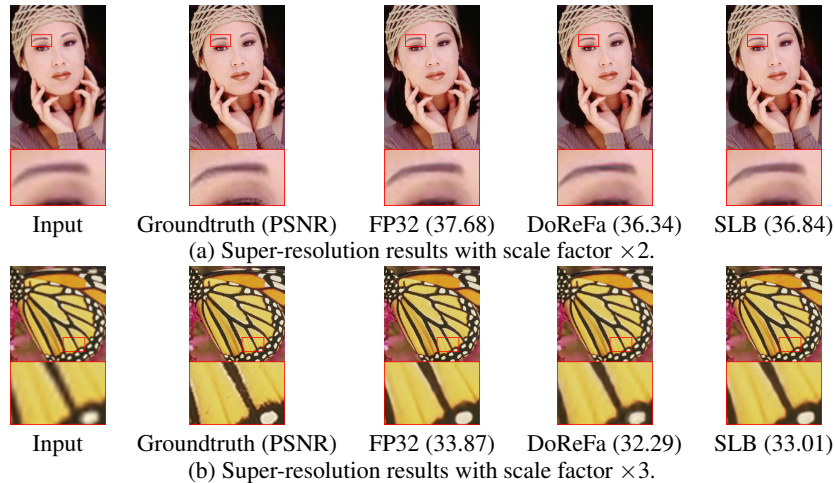 Input Groundtruth (PSNR) FP32 (37.68) DoReFa (36.34) SLB (36.84)
(a) Super-resolution results with scale factor ×2.
Input Groundtruth (PSNR) FP32 (33.87) DoReFa (32.29) SLB (33.01)
(b) Super-resolution results with scale factor ×3.